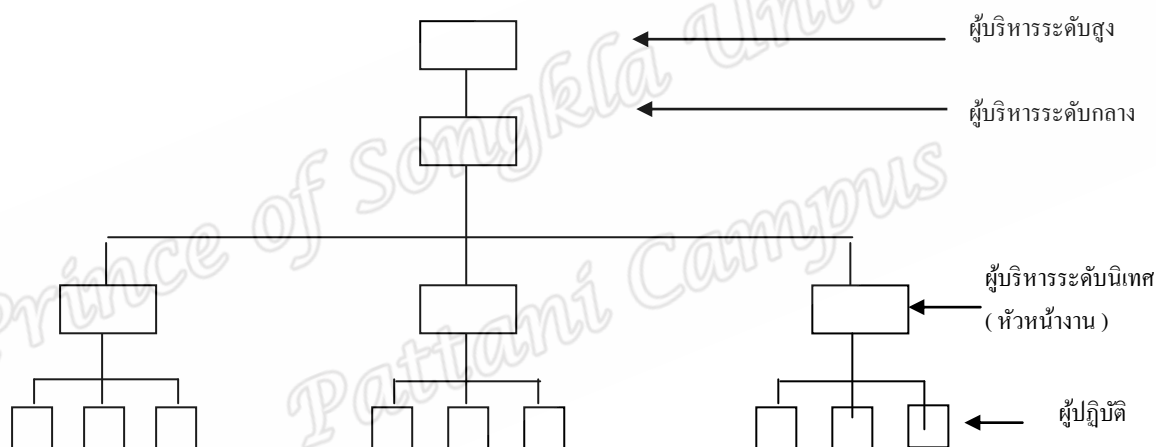 ผู้บริหารระดับสูง
ผู้บริหารระดับกลาง
ผู้บริหารระดับนิเทศ
( หัวหน้างาน )
ผู้ปฏิบัติ
Prince of Songkla
Pattani Campus